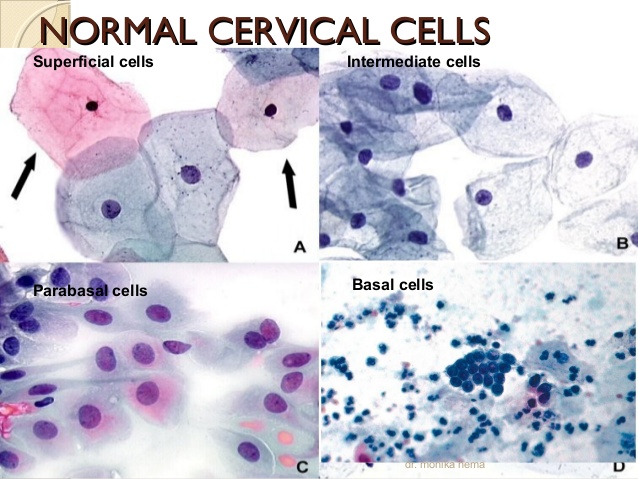 NORMAL CERVICAL CELLS
Superficial cells
Intermediate cells
A
B
Parabasal cells
Basal cells
C
dr. monika nema
D